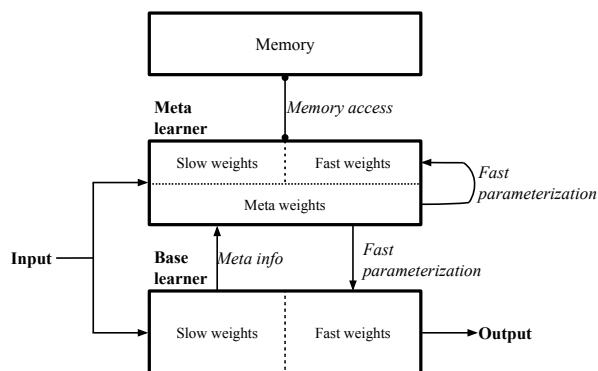 Memory
Meta
learner
Memory access
Slow weights
Fast weights
Fast
parameterization
Meta weights
Input
Base
learner
Meta info
Fast
parameterization
Slow weights
Fast weights
Output